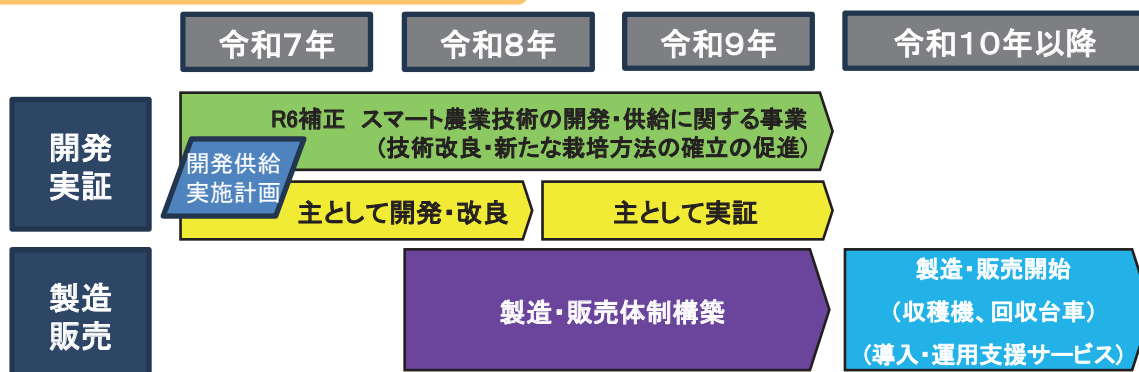 令和7年
令和8年
令和9年
令和10年以降
開発
実証
R6補正 スマート農業技術の開発・供給に関する事業
(技術改良・新たな栽培方法の確立の促進)
開発供給
実施計画
主として開発・改良
主として実証
製造
販売
製造・販売体制構築
製造・販売開始
(収穫機、回収台車)
(導入・運用支援サービス)